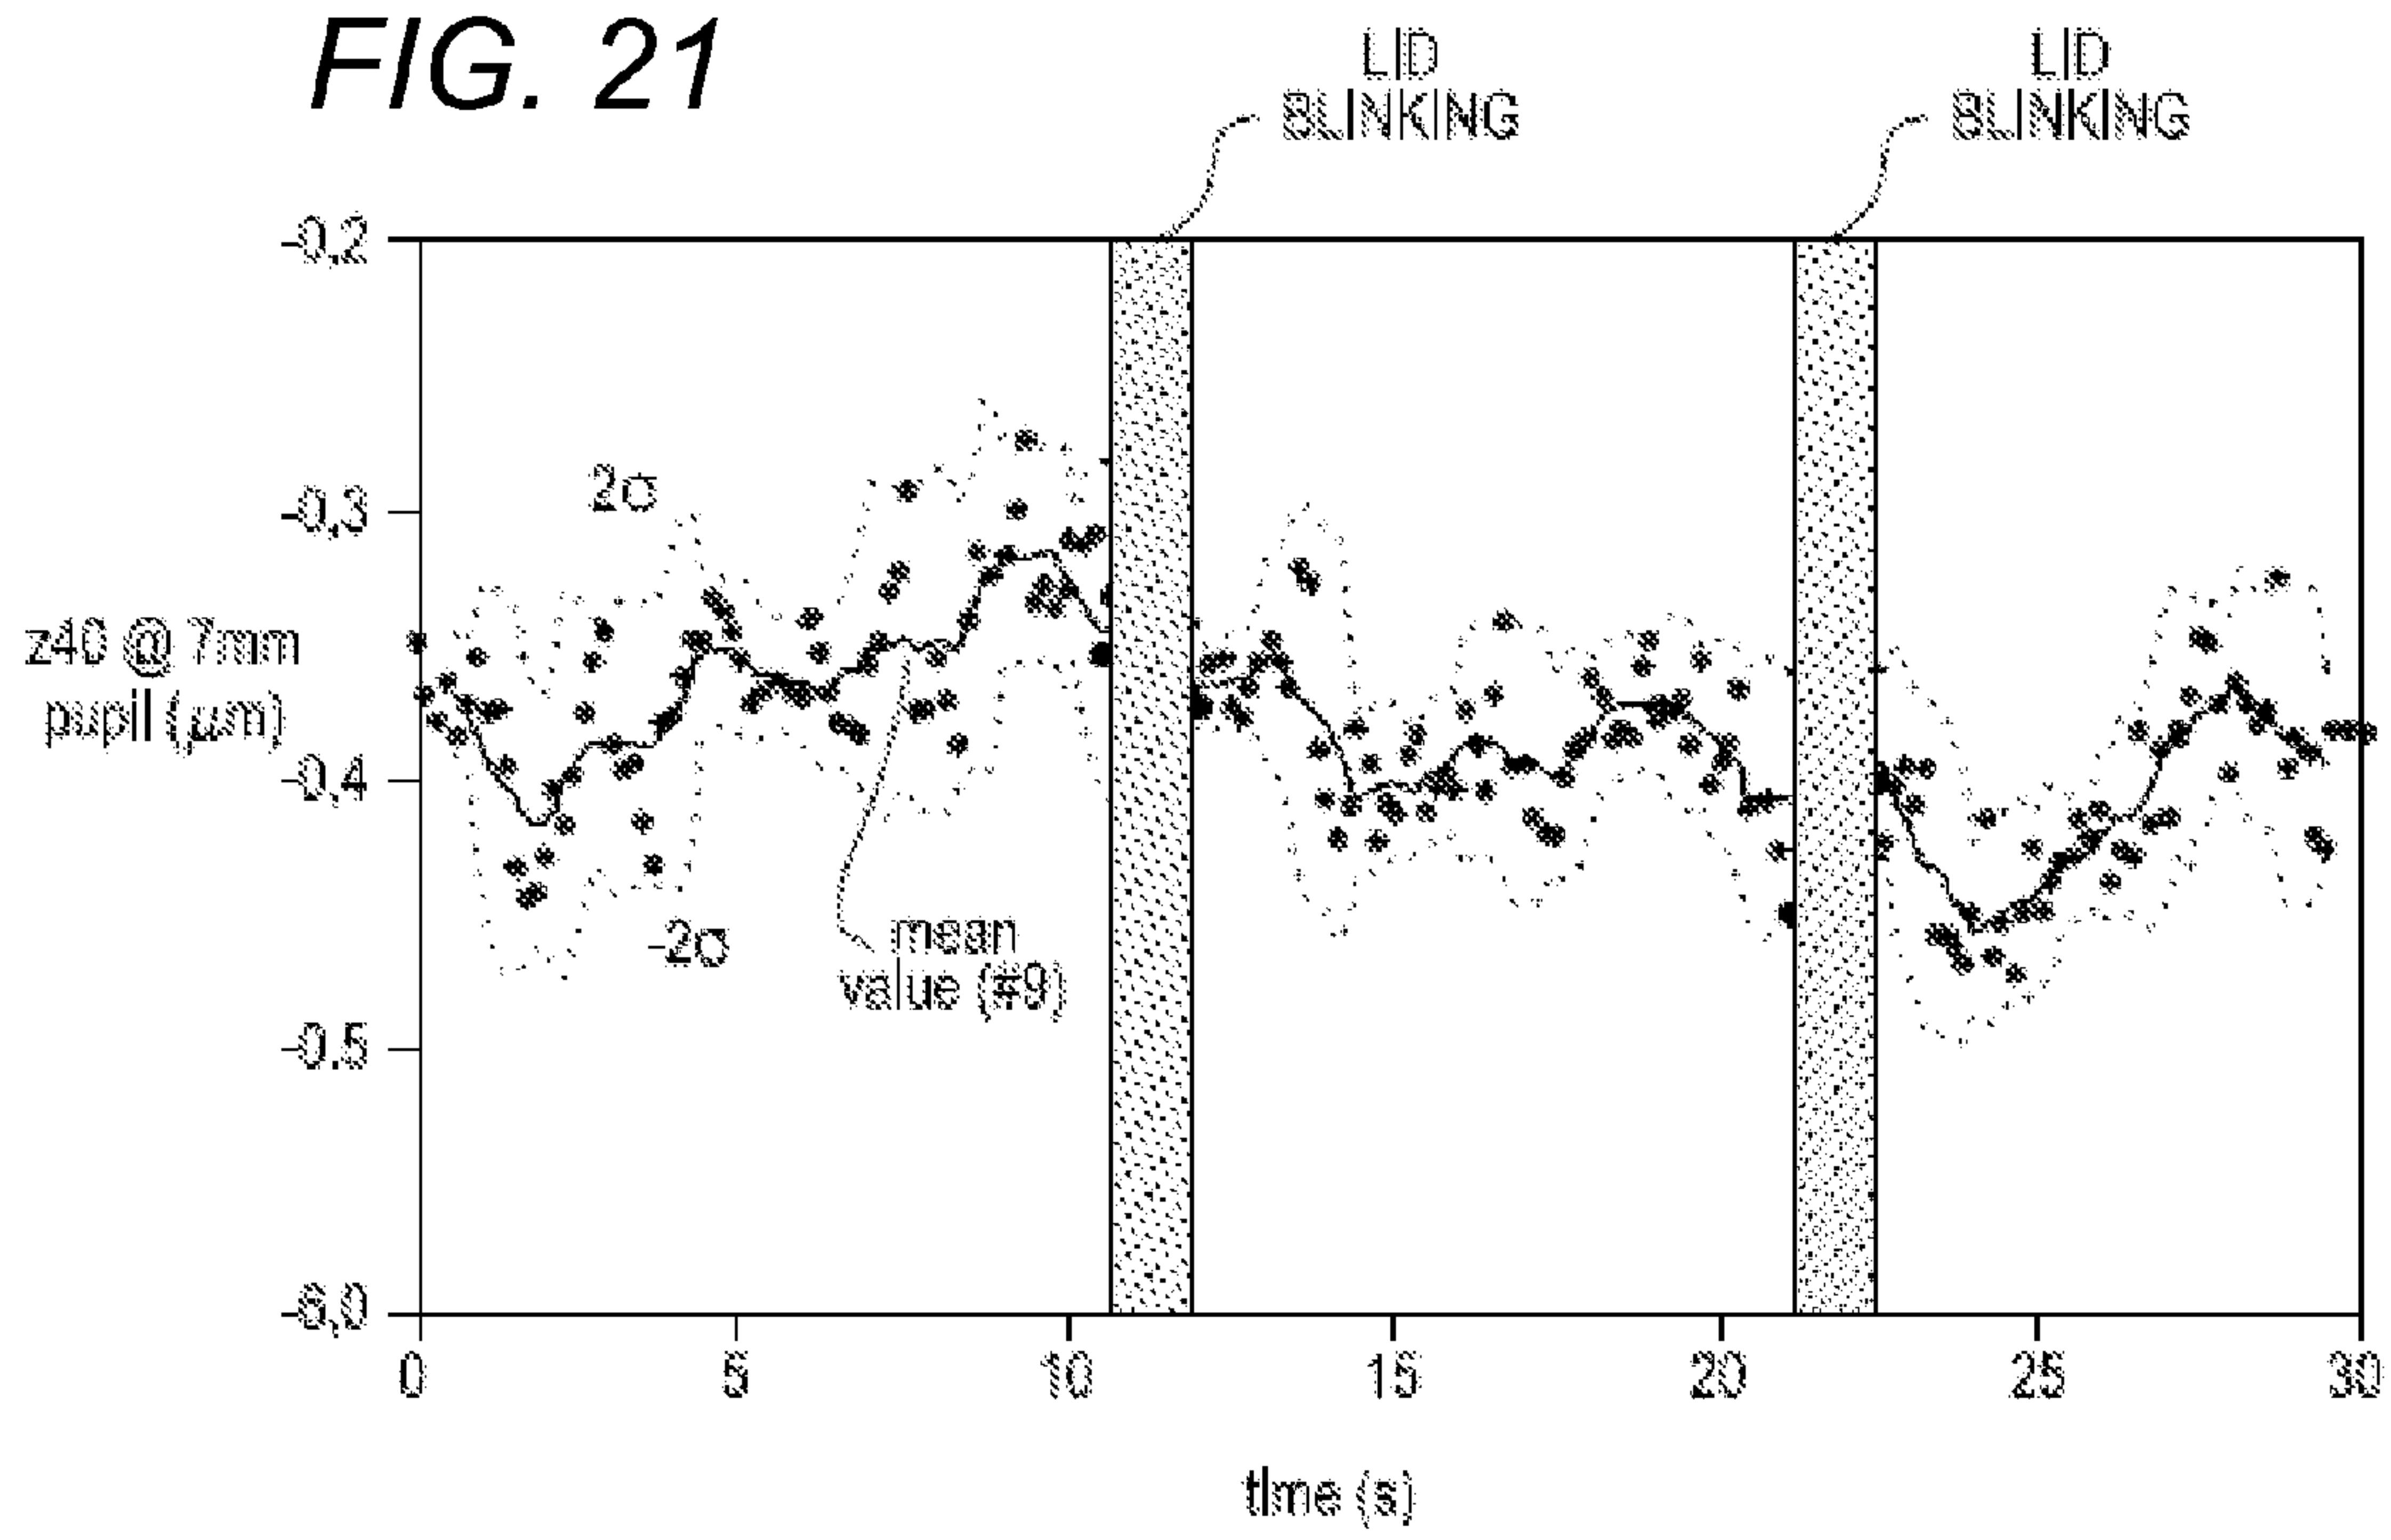 FIG. 21
LID
BLINKING
LID
BLINKING
-0,2
-0,3
-0,4
-0.5
-6,0
z40 @ 7mm
pupil (µm)
2σ
-2σ
mean
value (#9)
0
5
10
15
20
25
30
time (s)